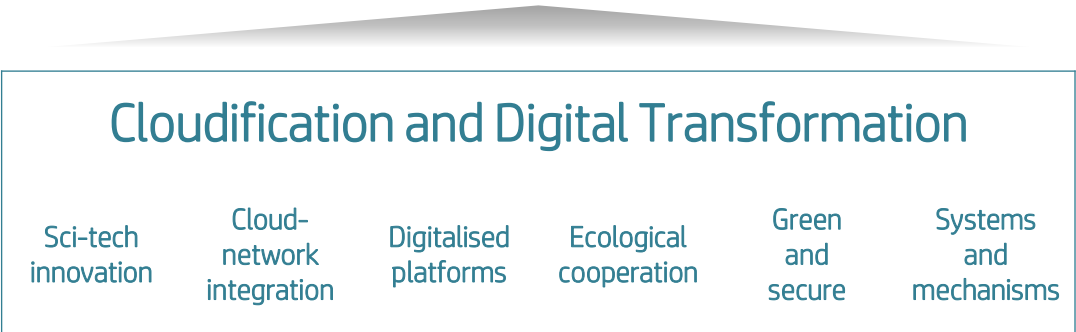 Cloudification and Digital Transformation
Sci-tech
innovation
Cloud-
network
integration
Digitalised
platforms
Ecological
cooperation
Green
and
secure
Systems
and
mechanisms